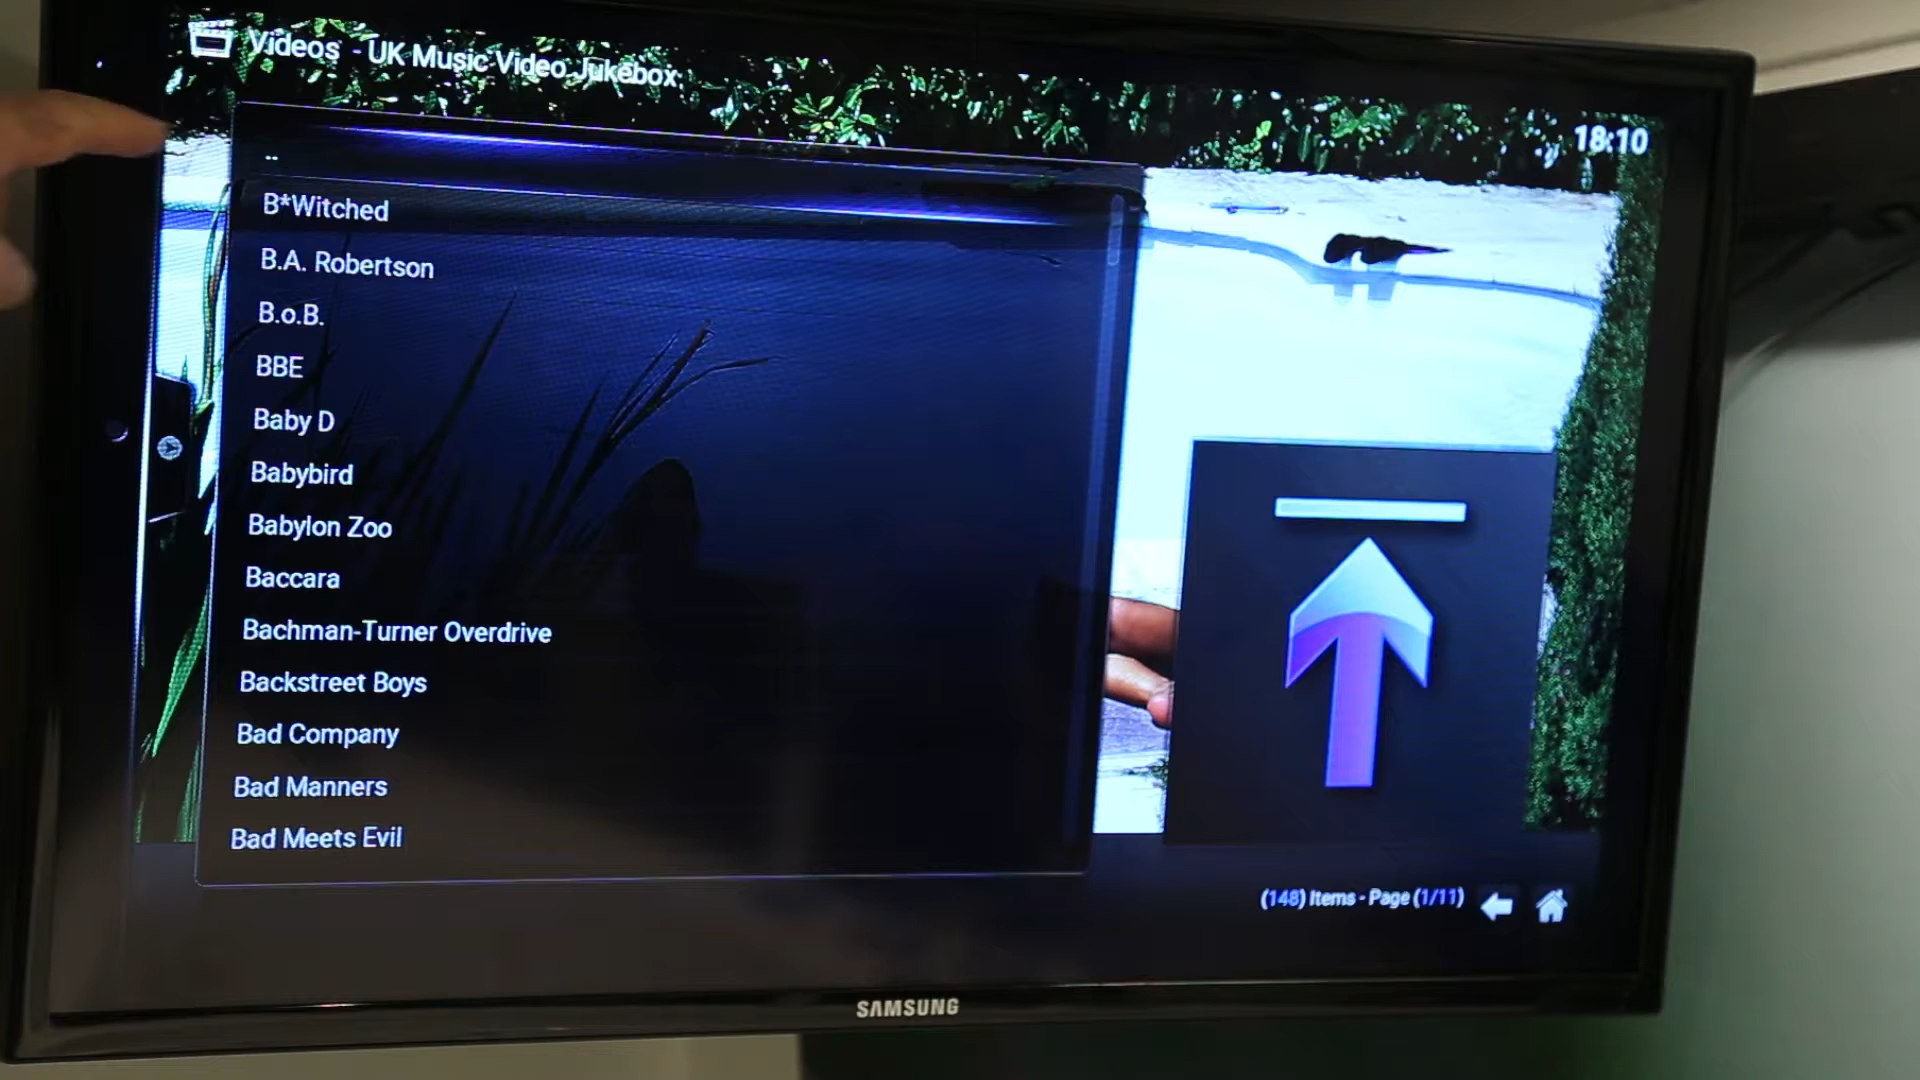 Videos - UK Music Video Jukebox
18:10
..
B*Witched
B.A. Robertson
B.o.B.
BBE
Baby D
Babybird
Babylon Zoo
Baccara
Bachman-Turner Overdrive
Backstreet Boys
Bad Company
Bad Manners
Bad Meets Evil
(148) Items - Page (1/11)
SAMSUNG